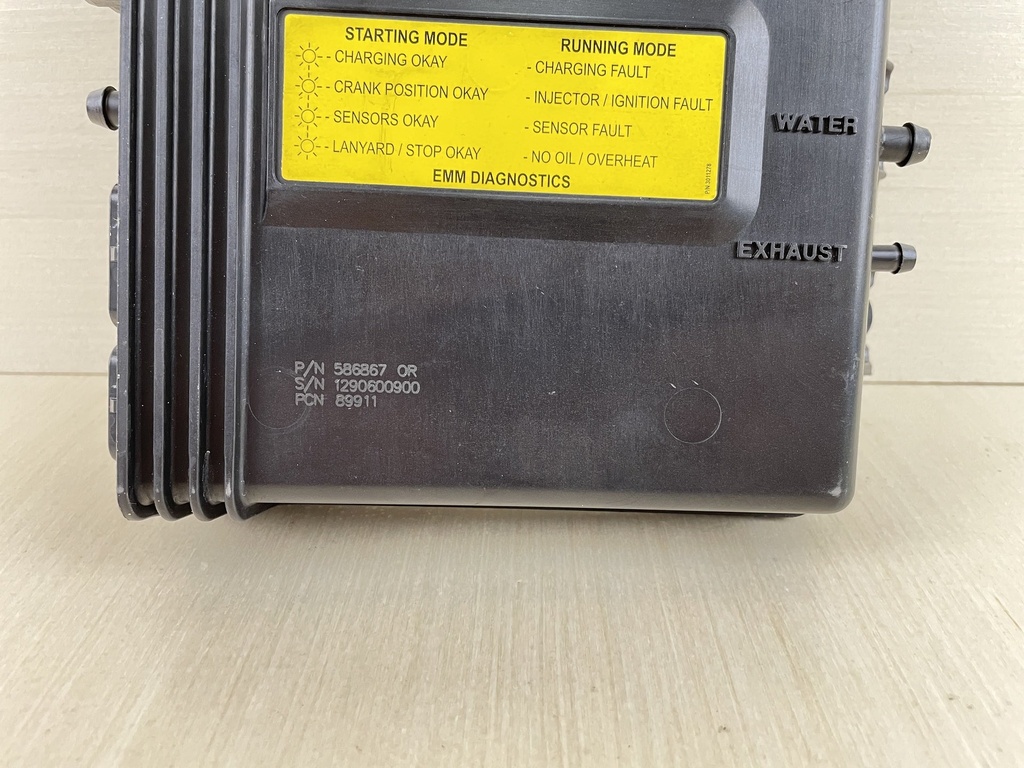 STARTING MODE
- CHARGING OKAY
- CRANK POSITION OKAY
- SENSORS OKAY
- LANYARD / STOP OKAY
RUNNING MODE
- CHARGING FAULT
- INJECTOR / IGNITION FAULT
- SENSOR FAULT
- NO OIL / OVERHEAT
EMM DIAGNOSTICS
P/N 2011278
WATER
EXHAUST
P/N 586867 OR
S/N 1290600900
PCN 89911